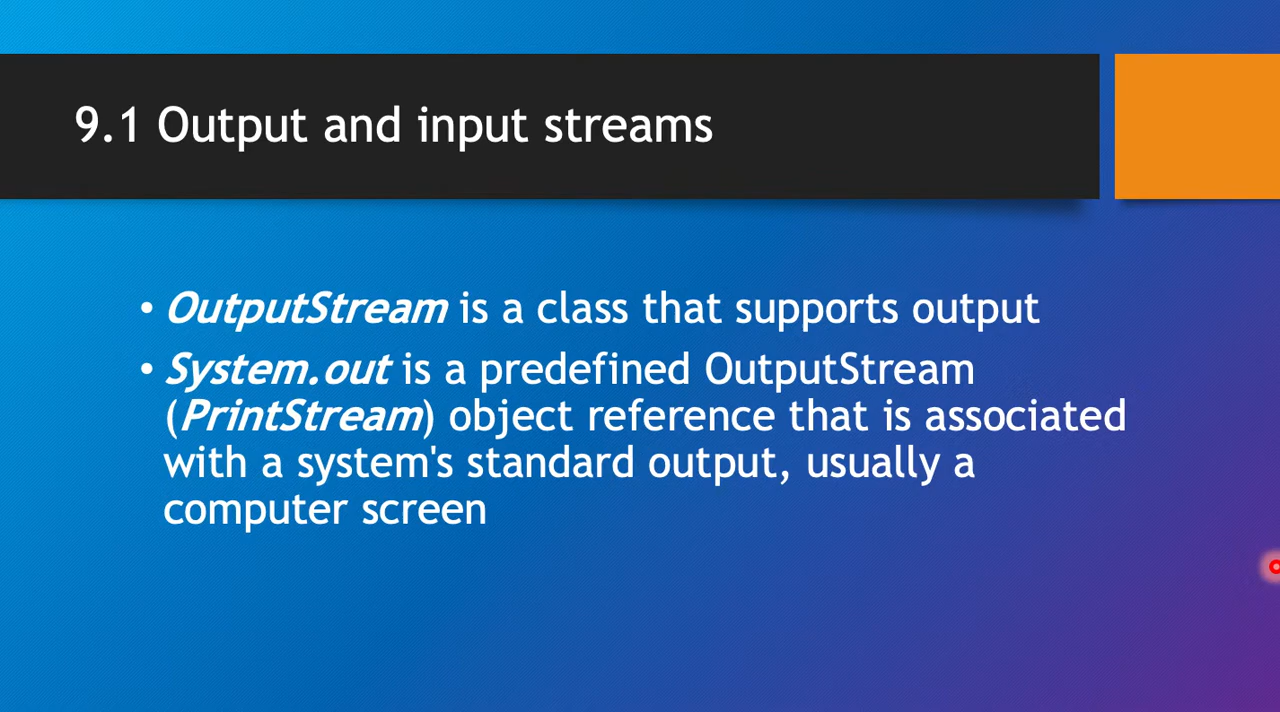 9.1 Output and input streams
• OutputStream is a class that supports output
• System.out is a predefined OutputStream
(PrintStream) object reference that is associated
with a system's standard output, usually a
computer screen